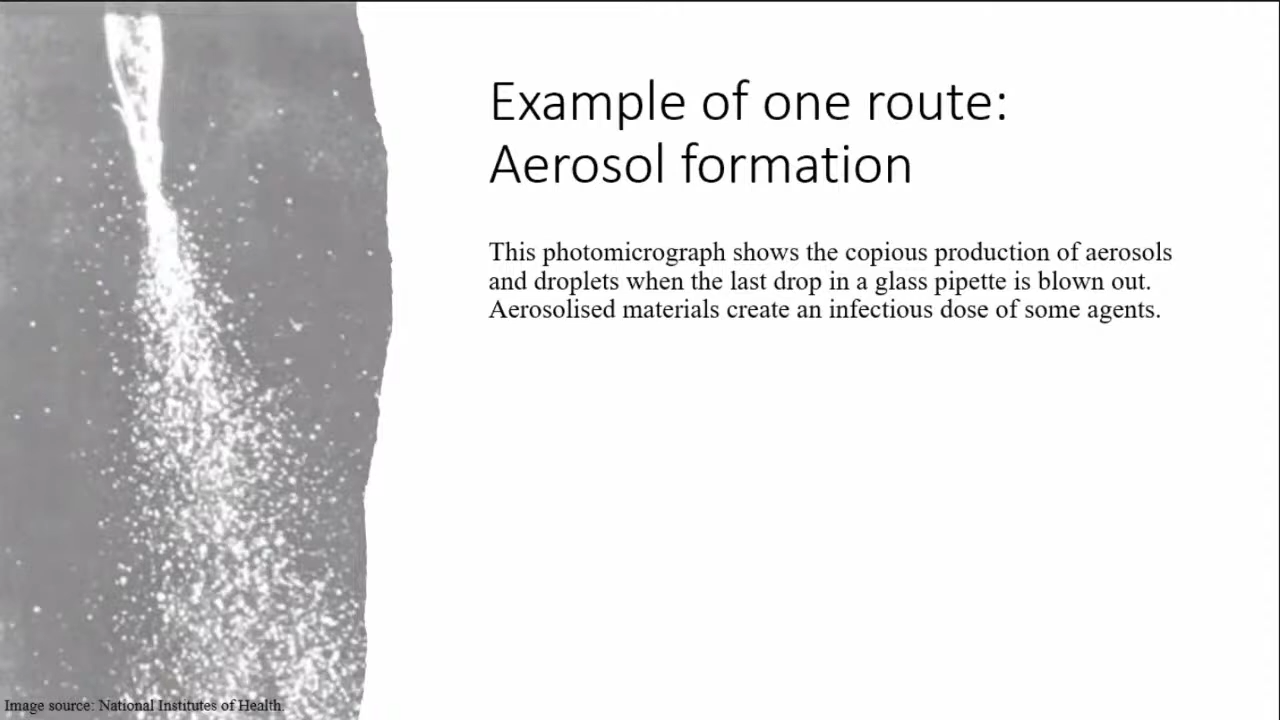 Example of one route:
Aerosol formation
This photomicrograph shows the copious production of aerosols
and droplets when the last drop in a glass pipette is blown out.
Aerosolised materials create an infectious dose of some agents.
Image source: National Institutes of Health.